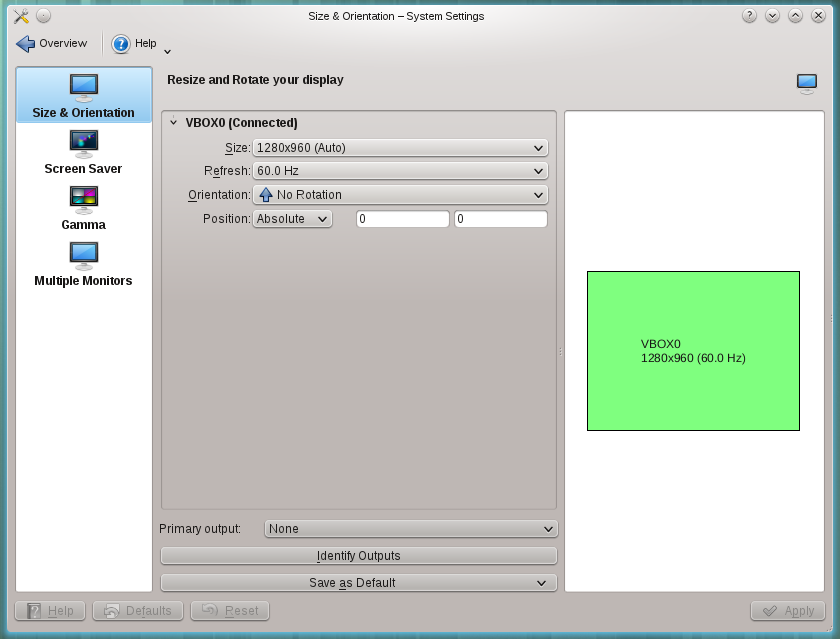 Size & Orientation – System Settings
Overview
Help
Size & Orientation
Screen Saver
Gamma
Multiple Monitors
Resize and Rotate your display
VBOX0 (Connected)
Size: 1280x960 (Auto)
Refresh: 60.0 Hz
Orientation: No Rotation
Position: Absolute 0 0
VBOX0
1280x960 (60.0 Hz)
Primary output: None
Identify Outputs
Save as Default
Help Defaults Reset Apply